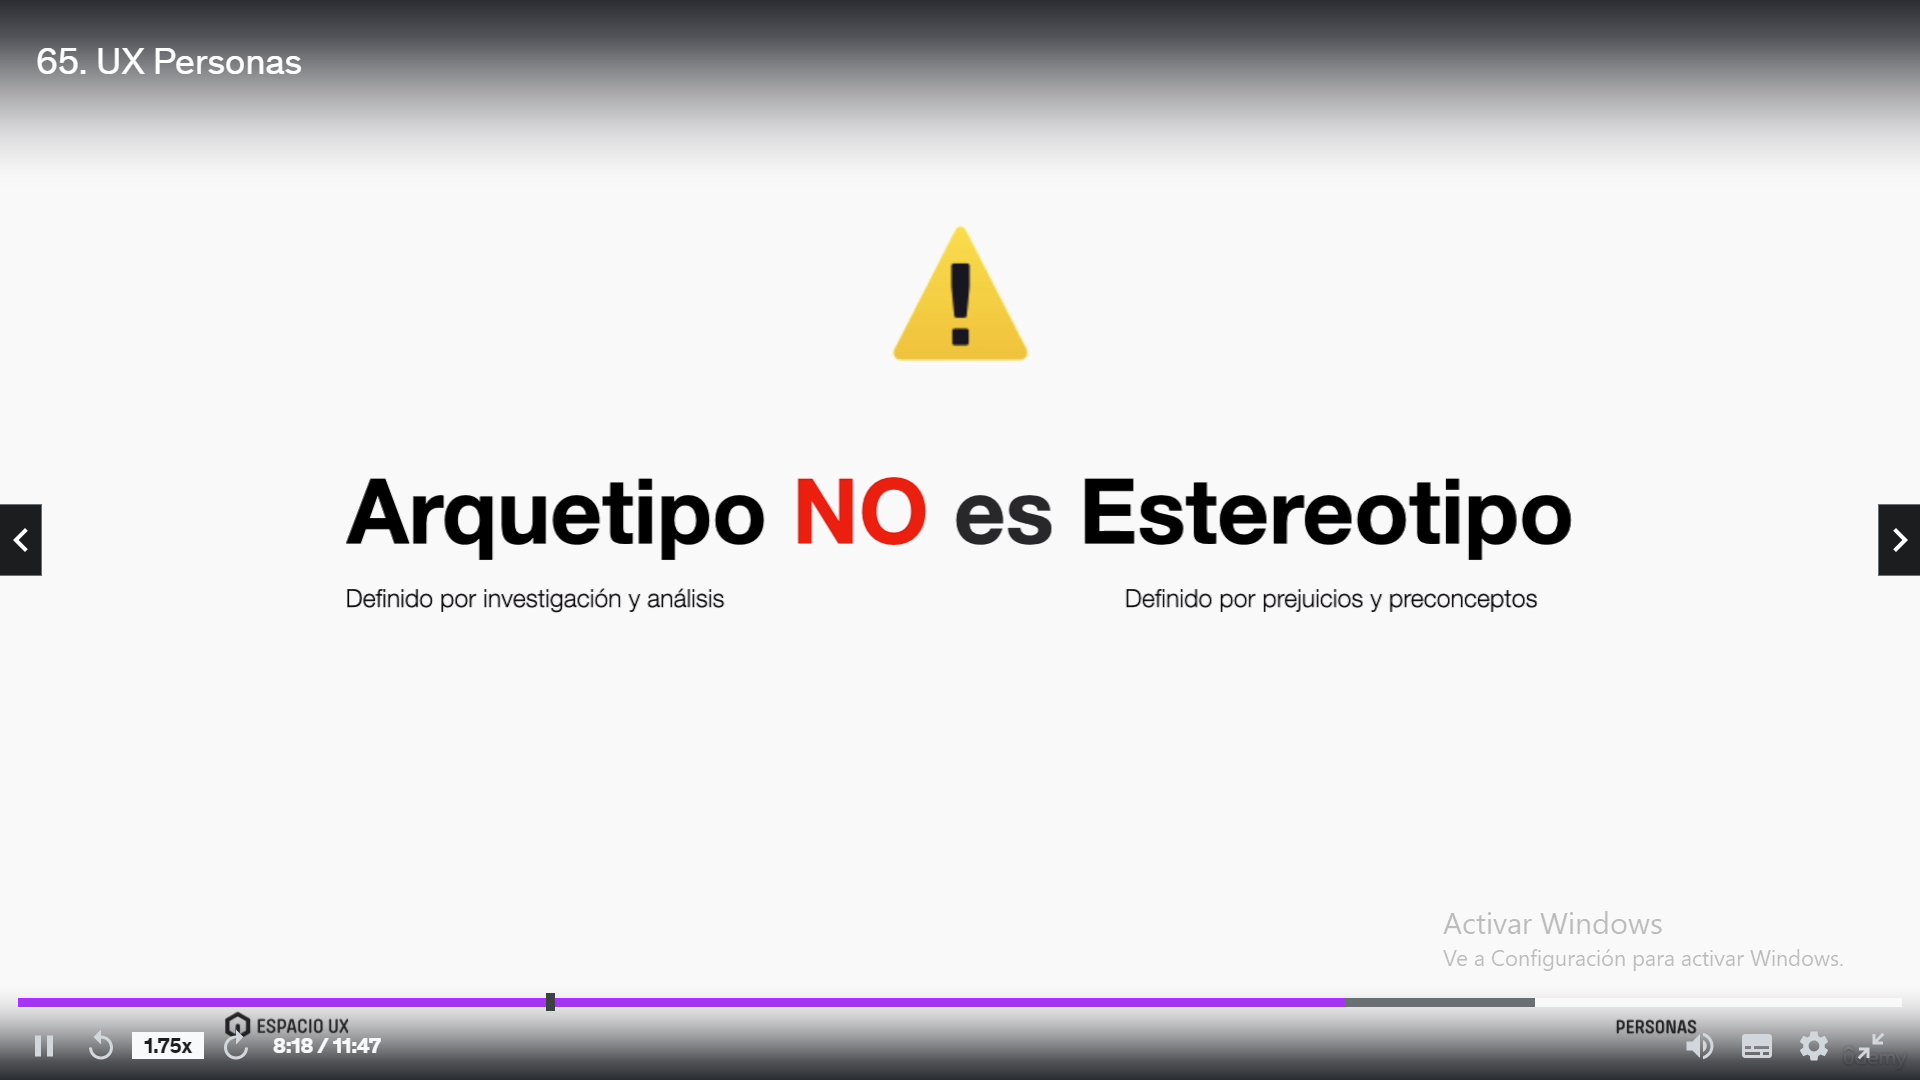 65. UX Personas
Arquetipo NO es Estereotipo
Definido por investigación y análisis
Definido por prejuicios y preconceptos
Activar Windows
Ve a Configuración para activar Windows.
ESPACIO UX
PERSONAS
1.75x
8:18 / 11:47